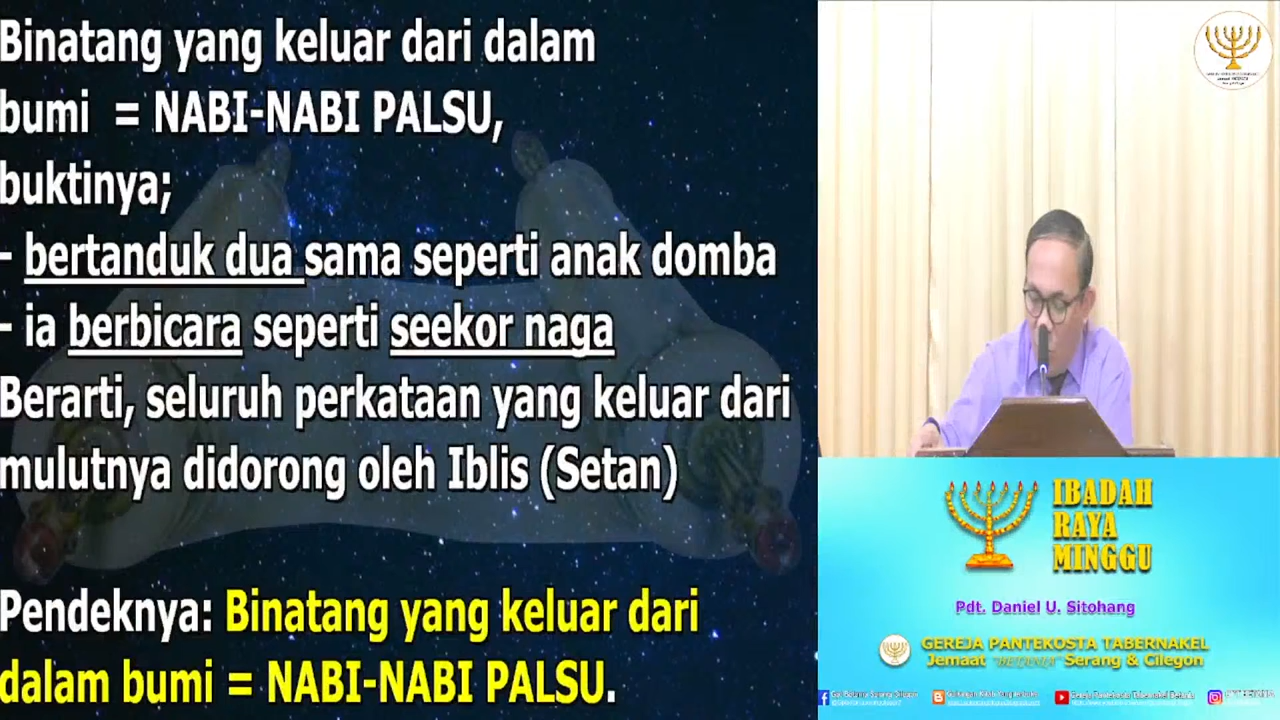 Binatang yang keluar dari dalam
bumi = NABI-NABI PALSU,
buktinya;
- bertanduk dua sama seperti anak domba
- ia berbicara seperti seekor naga
Berarti, seluruh perkataan yang keluar dari
mulutnya didorong oleh Iblis (Setan)
Pendeknya: Binatang yang keluar dari
dalam bumi = NABI-NABI PALSU.
IBADAH
RAYA
MINGGU
Pdt. Daniel U. Sitohang
GEREJA PANTEKOSTA TABERNAKEL
Jemaat "BETANIA" Serang & Cilegon